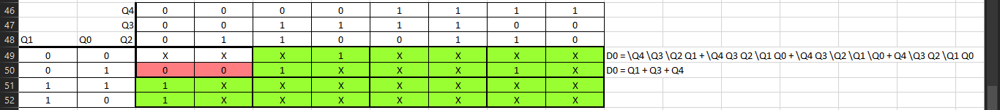 46 Q4 0 0 0 0 1 1 1 1
47 Q3 0 0 1 1 1 1 0 0
48 Q1 Q0 Q2 0 1 1 0 0 1 1 0
49 0 0 X X X 1 X X X X D0 = \Q4 \Q3 \Q2 Q1 + \Q4 Q3 Q2 \Q1 Q0 + \Q4 Q3 \Q2 \Q1 \Q0 + Q4 \Q3 Q2 \Q1 Q0
50 0 1 0 0 1 X X X 1 X D0 = Q1 + Q3 + Q4
51 1 1 1 X X X X X X X
52 1 0 1 X X X X X X X